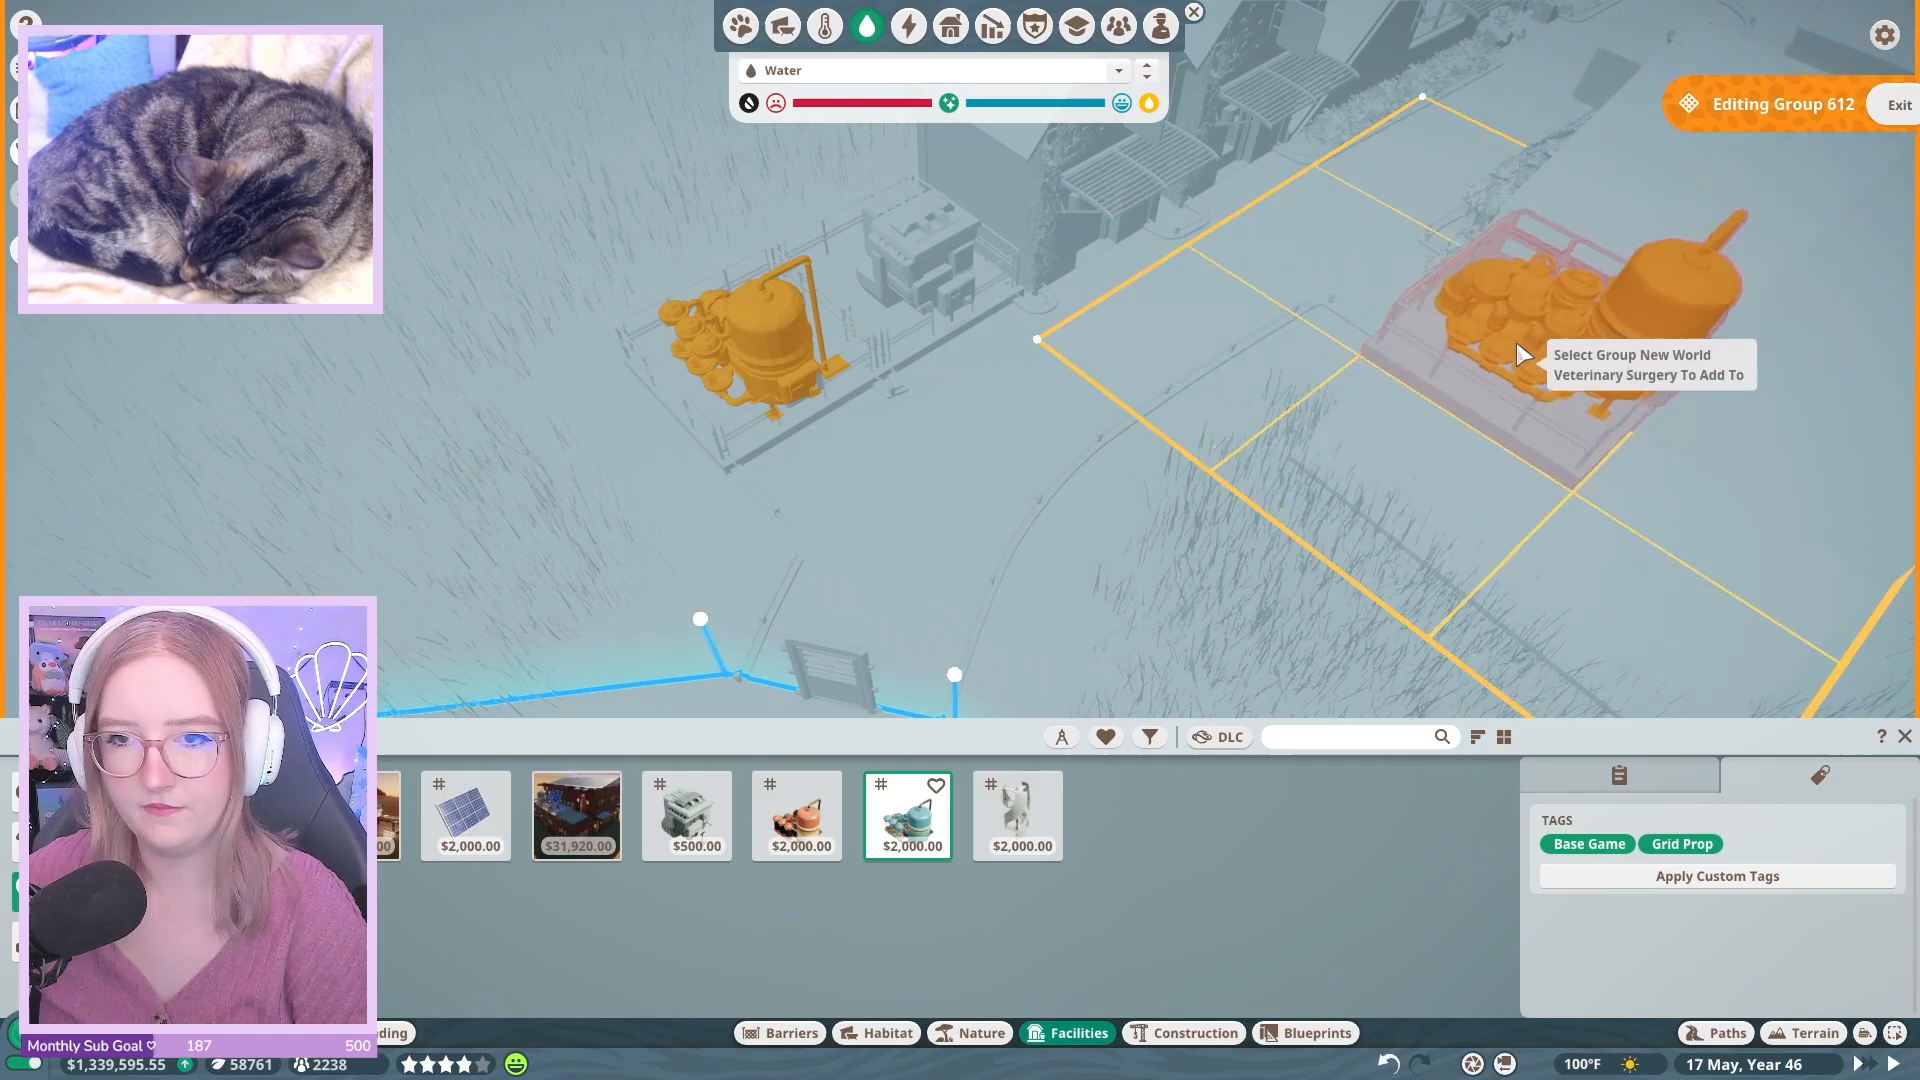 Water
Editing Group 612
Exit
Select Group New World
Veterinary Surgery To Add To
DLC
$2,000.00
$31,920.00
$500.00
$2,000.00
$2,000.00
$2,000.00
TAGS
Base Game
Grid Prop
Apply Custom Tags
Barriers
Habitat
Nature
Facilities
Construction
Blueprints
Paths
Terrain
Monthly Sub Goal
187
500
$1,339,595.55
58761
2238
100°F
17 May, Year 46